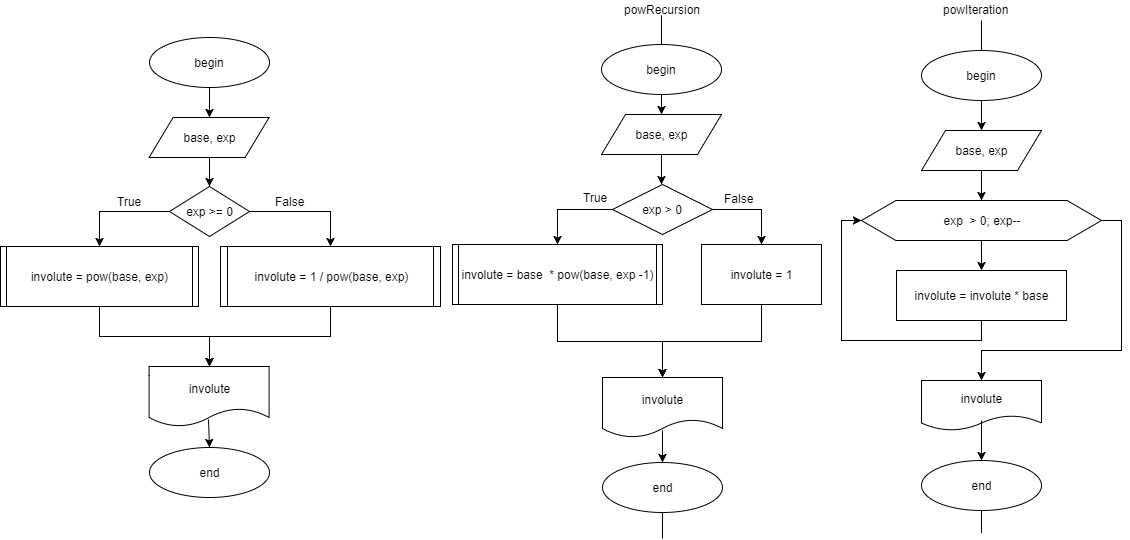 begin
base, exp
exp >= 0
True
False
involute = pow(base, exp)
involute = 1 / pow(base, exp)
involute
end
powRecursion
begin
base, exp
exp > 0
True
False
involute = base * pow(base, exp -1)
involute = 1
involute
end
powIteration
begin
base, exp
exp > 0; exp--
involute = involute * base
involute
end